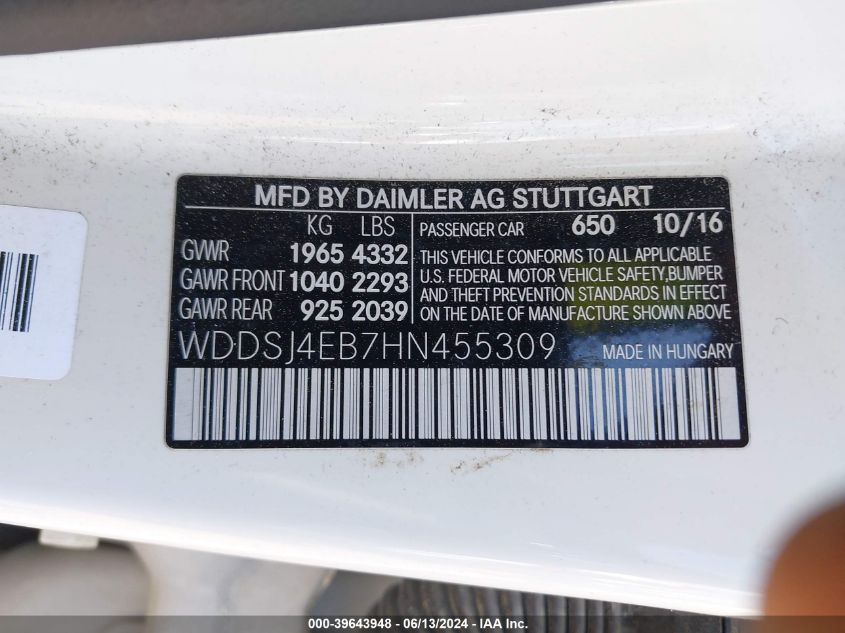 MFD BY DAIMLER AG STUTTGART
KG LBS
GVWR 1965 4332
GAWR FRONT 1040 2293
GAWR REAR 925 2039
PASSENGER CAR 650 10/16
THIS VEHICLE CONFORMS TO ALL APPLICABLE
U.S. FEDERAL MOTOR VEHICLE SAFETY,BUMPER
AND THEFT PREVENTION STANDARDS IN EFFECT
ON THE DATE OF MANUFACTURE SHOWN ABOVE
WDDSJ4EB7HN455309 MADE IN HUNGARY
000-39643948 - 06/13/2024 - IAA Inc.